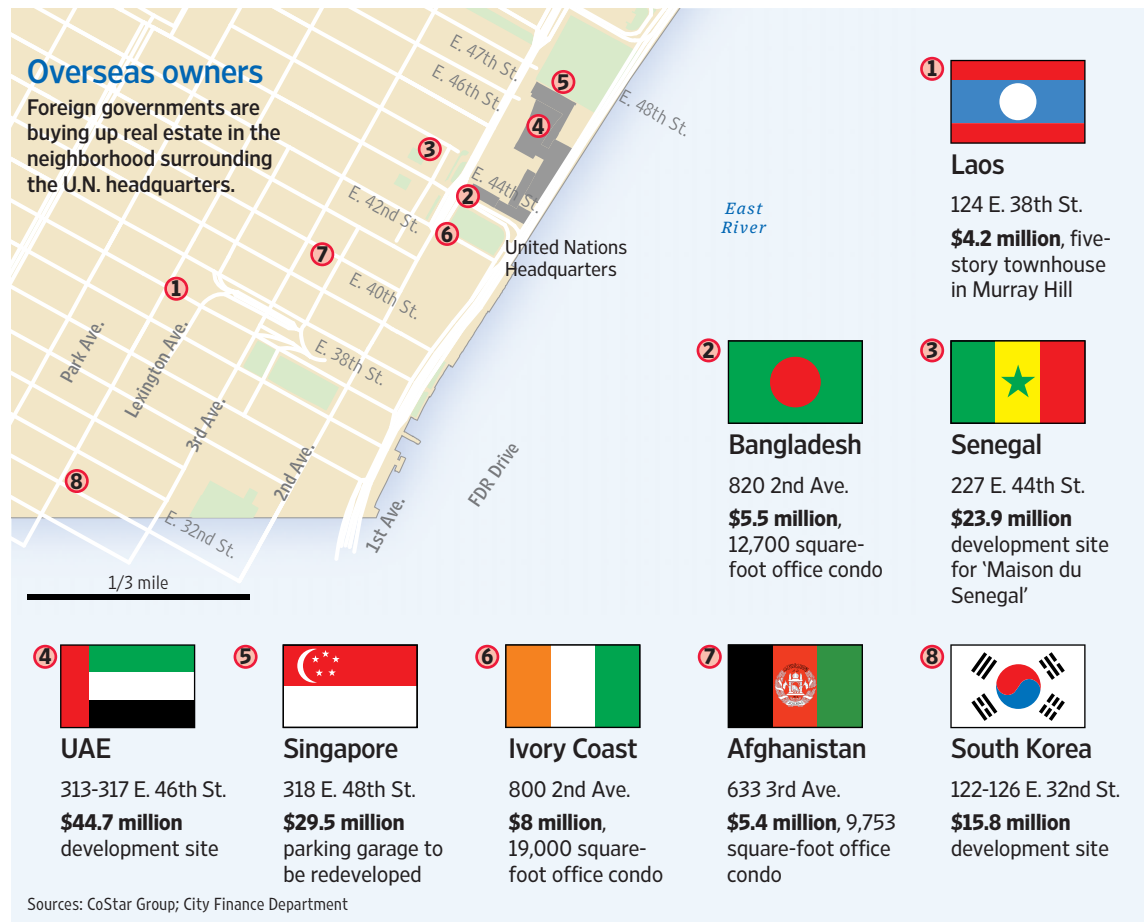 Overseas owners
Foreign governments are
buying up real estate in the
neighborhood surrounding
the U.N. headquarters.
E. 47th St.
E. 46th St.
E. 48th St.
E. 44th St.
E. 42nd St.
E. 40th St.
E. 38th St.
E. 32nd St.
Park Ave.
Lexington Ave.
3rd Ave.
2nd Ave.
1st Ave.
FDR Drive
East
River
United Nations
Headquarters
5
4
3
2
6
7
1
8
1/3 mile
1
Laos
124 E. 38th St.
$4.2 million, five-
story townhouse
in Murray Hill
2
Bangladesh
820 2nd Ave.
$5.5 million,
12,700 square-
foot office condo
3
Senegal
227 E. 44th St.
$23.9 million
development site
for ‘Maison du
Senegal’
4
UAE
313-317 E. 46th St.
$44.7 million
development site
5
Singapore
318 E. 48th St.
$29.5 million
parking garage to
be redeveloped
6
Ivory Coast
800 2nd Ave.
$8 million,
19,000 square-
foot office condo
7
Afghanistan
633 3rd Ave.
$5.4 million, 9,753
square-foot office
condo
8
South Korea
122-126 E. 32nd St.
$15.8 million
development site
Sources: CoStar Group; City Finance Department